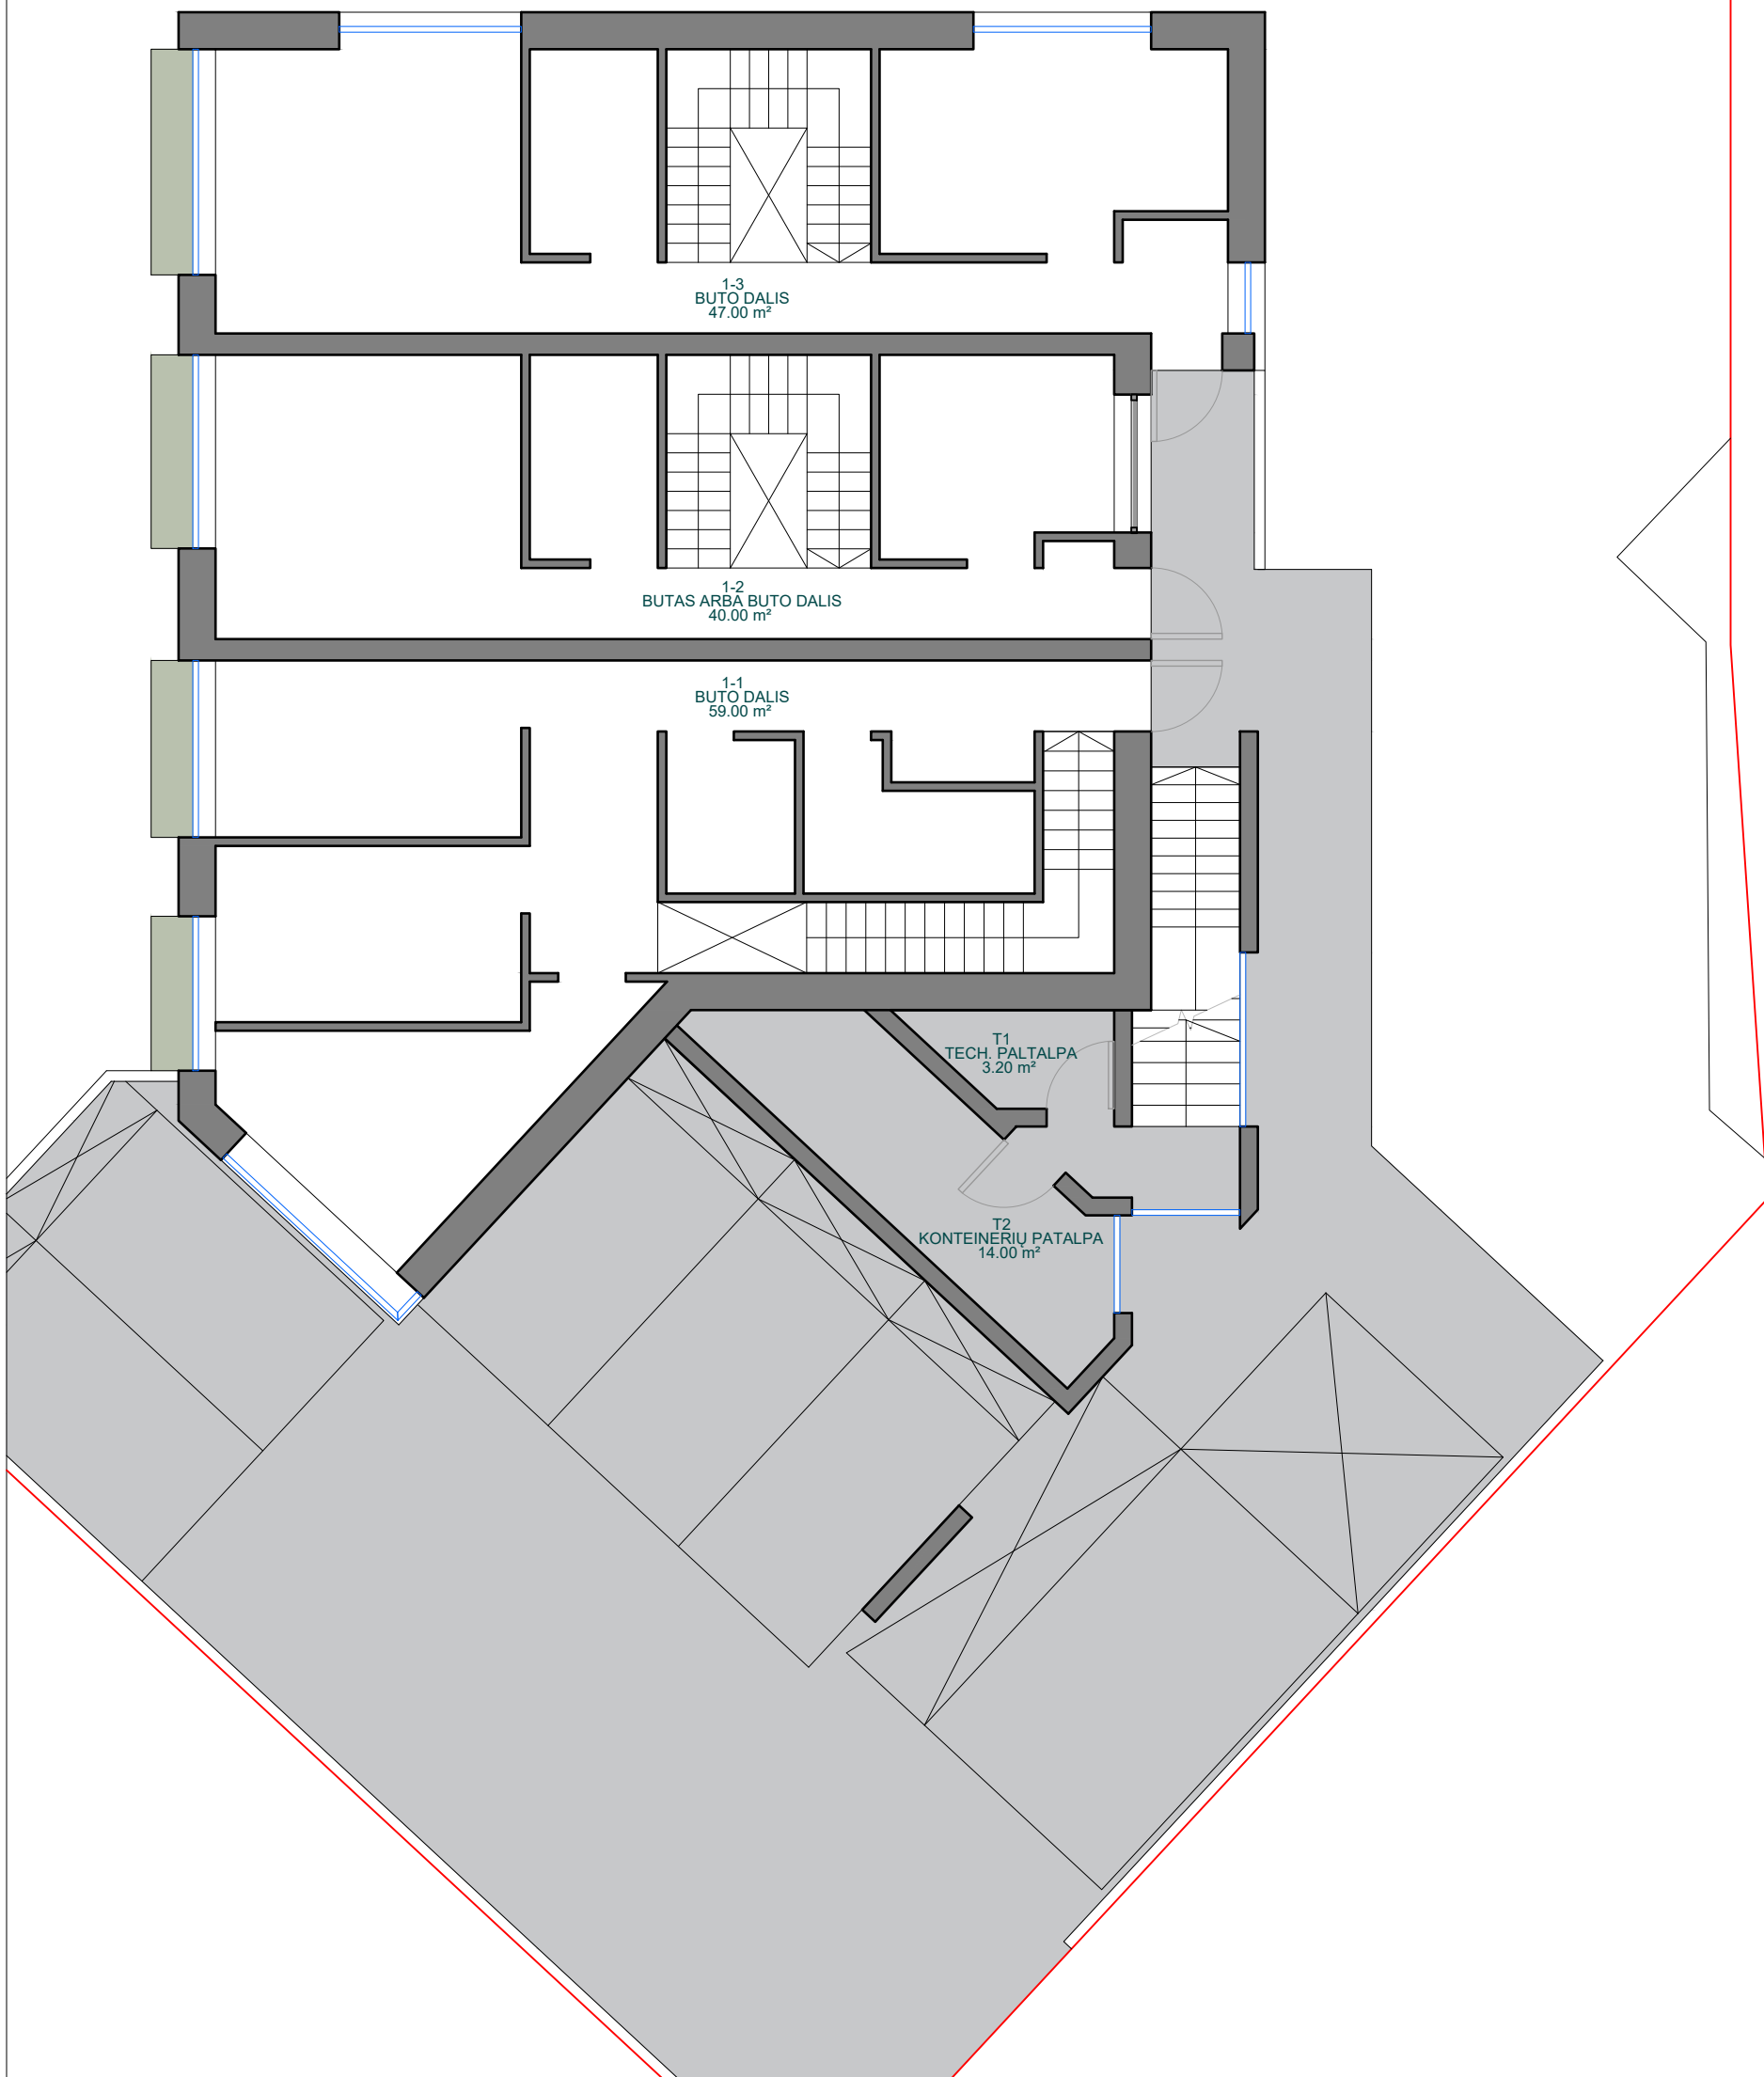 1-3
BUTO DALIS
47.00 m²
1-2
BUTAS ARBA BUTO DALIS
40.00 m²
1-1
BUTO DALIS
59.00 m²
T1
TECH. PALTALPA
3.20 m²
T2
KONTEINERIŲ PATALPA
14.00 m²